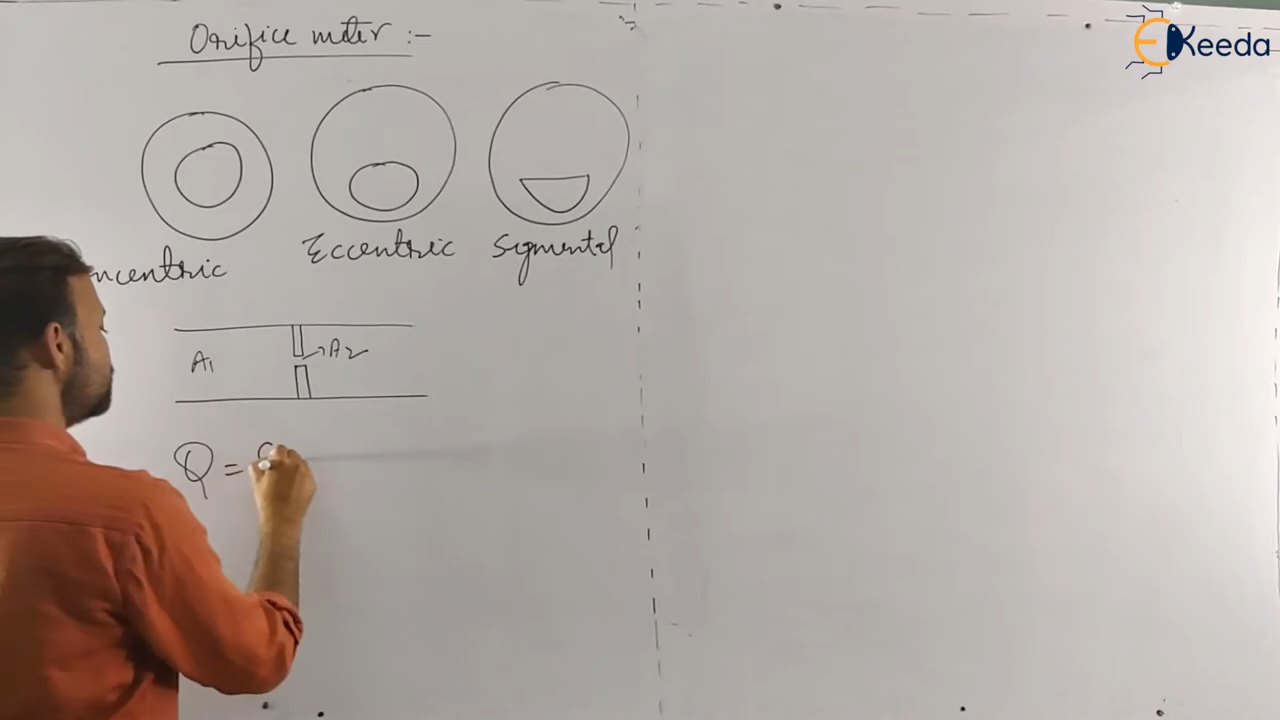 Orifice meter :-
EKeeda
ncentric Eccentric Segmental
A1 A2
Q =